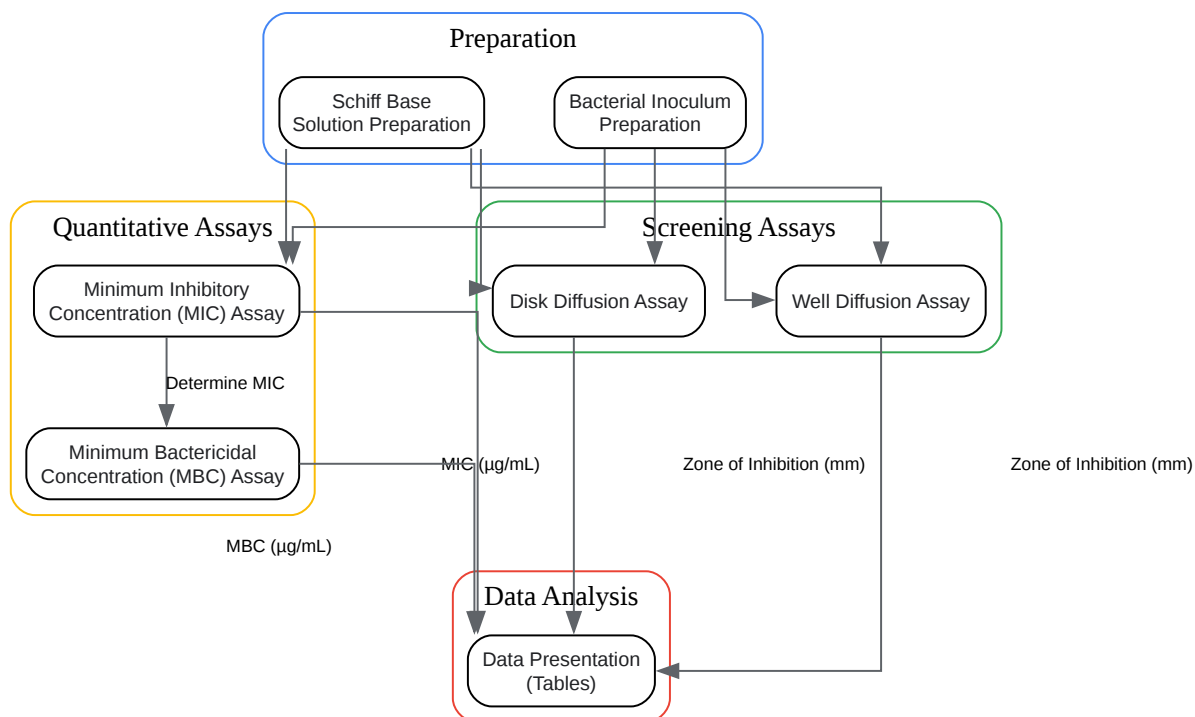 Preparation
Schiff Base
Solution Preparation
Bacterial Inoculum
Preparation
Quantitative Assays
Screening Assays
Minimum Inhibitory
Concentration (MIC) Assay
Disk Diffusion Assay
Well Diffusion Assay
Determine MIC
Minimum Bactericidal
Concentration (MBC) Assay
MIC (µg/mL)
Zone of Inhibition (mm)
Zone of Inhibition (mm)
MBC (µg/mL)
Data Analysis
Data Presentation
(Tables)